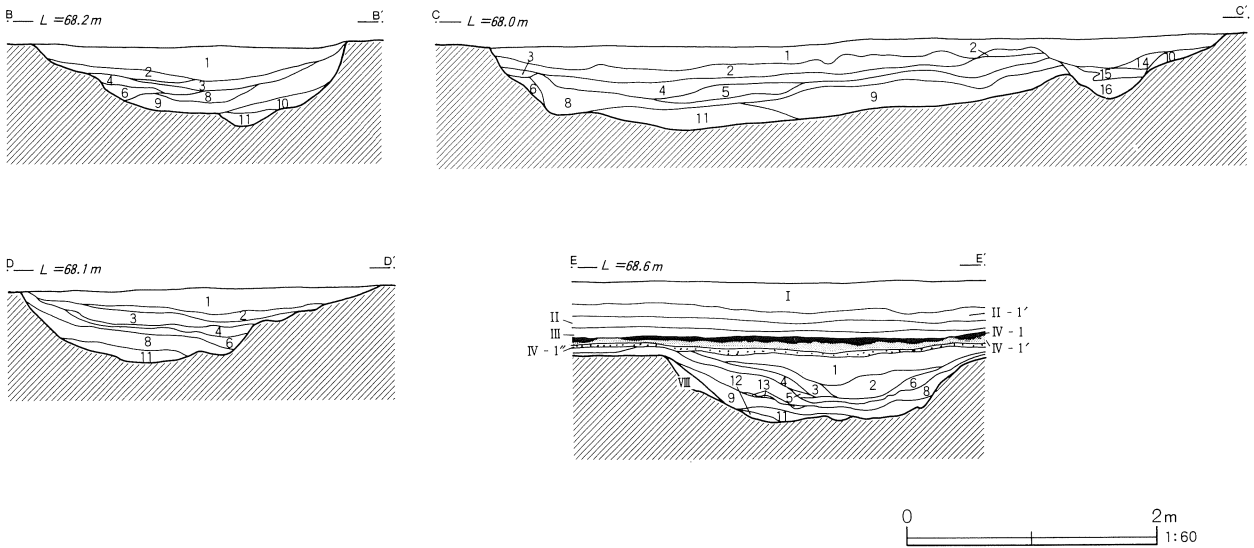 B L=68.2m B′
1
2
3
4
6
8
9
10
11
C L=68.0m C′
3 1 2
2
10
14
15
4
5
6
8
9
16
11
D L=68.1m D′
1
3 2
4
8 6
11
E L=68.6m E′
I
II II-1′
III IV-1
IV-1″ IV-1′
1
VIII 12 13 4 3 2 6
9 5 8
11
0 2m
1:60